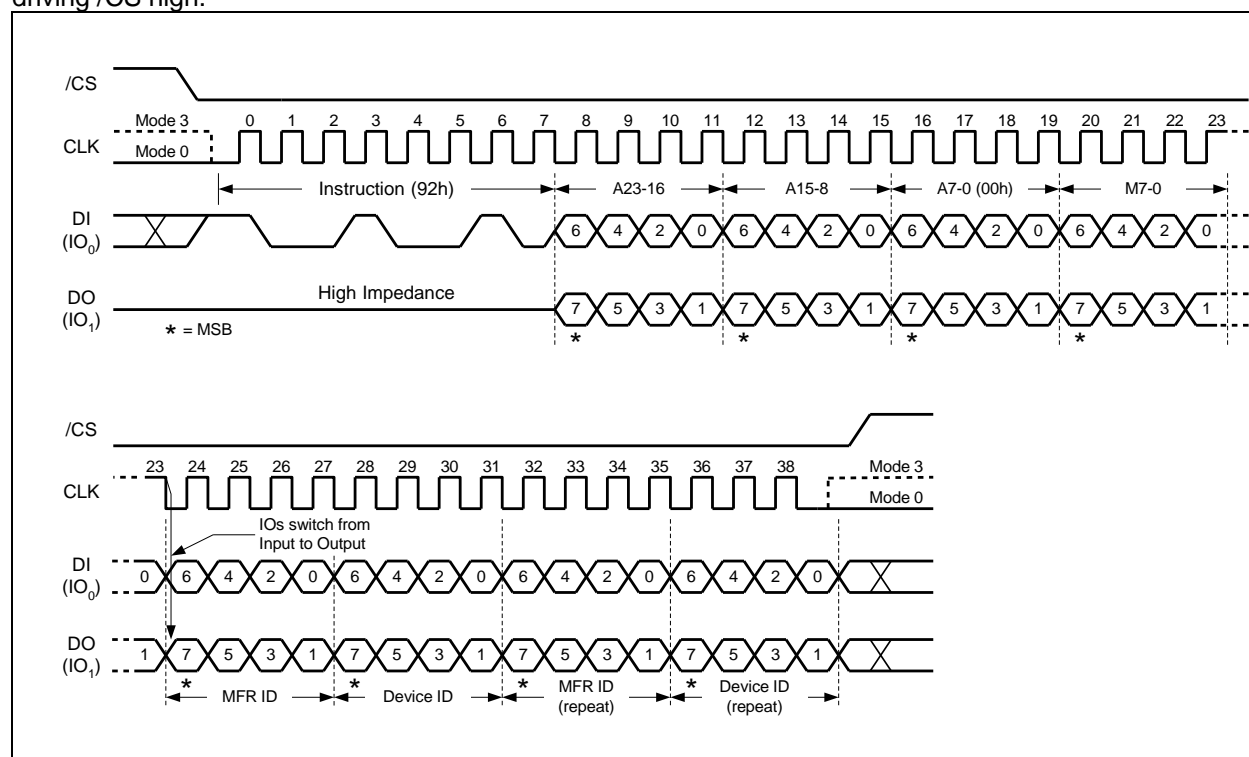 driving /CS high.
/CS
Mode 3
0 1 2 3 4 5 6 7 8 9 10 11 12 13 14 15 16 17 18 19 20 21 22 23
CLK
Mode 0
Instruction (92h) A23-16 A15-8 A7-0 (00h) M7-0
DI
(IO0)
6 4 2 0 6 4 2 0 6 4 2 0 6 4 2 0
High Impedance
DO
(IO1)
7 5 3 1 7 5 3 1 7 5 3 1 7 5 3 1
* = MSB
* * * *
/CS
23 24 25 26 27 28 29 30 31 32 33 34 35 36 37 38
Mode 3
CLK
Mode 0
IOs switch from
Input to Output
DI
(IO0)
0 6 4 2 0 6 4 2 0 6 4 2 0 6 4 2 0
DO
(IO1)
1 7 5 3 1 7 5 3 1 7 5 3 1 7 5 3 1
* * * *
MFR ID Device ID
MFR ID
(repeat)
Device ID
(repeat)